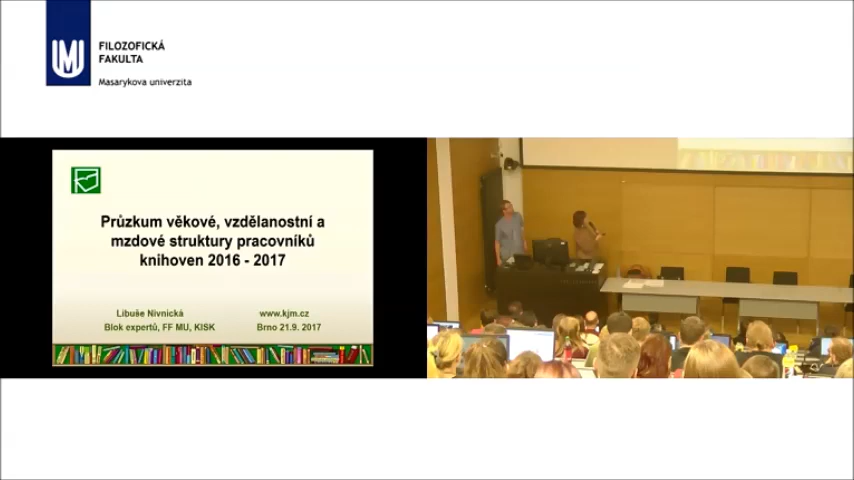 FILOZOFICKÁ
FAKULTA
Masarykova univerzita
Průzkum věkové, vzdělanostní a
mzdové struktury pracovníků
knihoven 2016 - 2017
Libuše Nivnická
www.kjm.cz
Blok expertů, FF MU, KISK
Brno 21.9. 2017